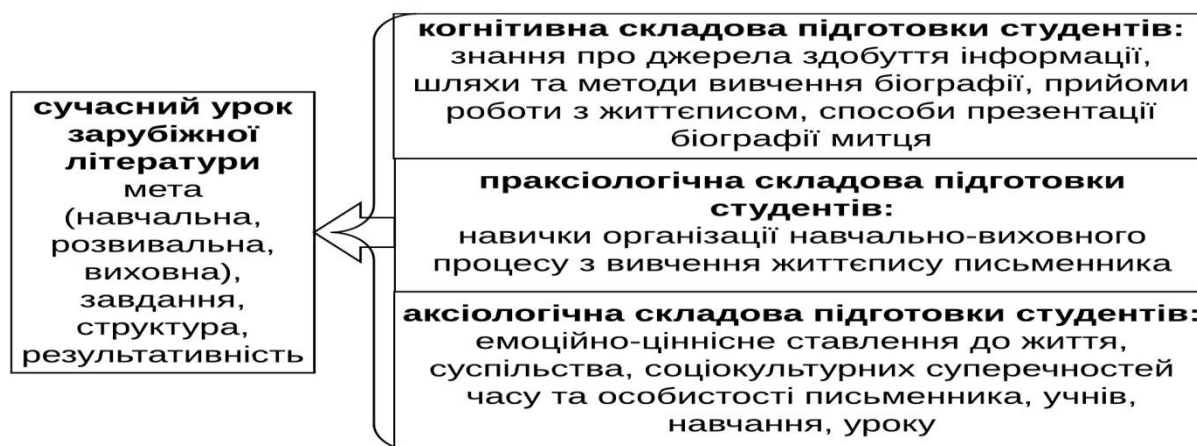 сучасний урок
зарубіжної
літератури
мета
(навчальна,
розвивальна,
виховна),
завдання,
структура,
результативність
когнітивна складова підготовки студентів:
знання про джерела здобуття інформації,
шляхи та методи вивчення біографії, прийоми
роботи з життєписом, способи презентації
біографії митця
праксіологічна складова підготовки
студентів:
навички організації навчально-виховного
процесу з вивчення життєпису письменника
аксіологічна складова підготовки студентів:
емоційно-ціннісне ставлення до життя,
суспільства, соціокультурних суперечностей
часу та особистості письменника, учнів,
навчання, уроку